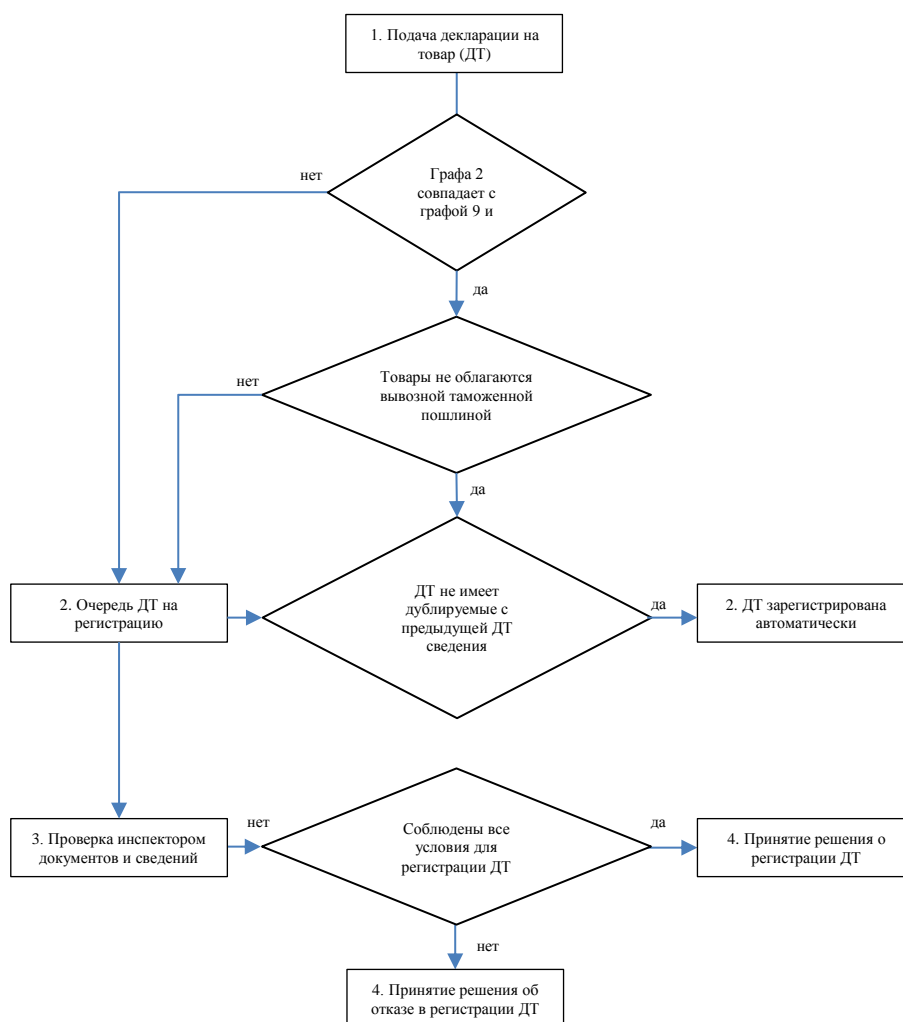 1. Подача декларации на
товар (ДТ)
нет
Графа 2
совпадает с
графой 9 и
да
нет
Товары не облагаются
вывозной таможенной
пошлиной
да
2. Очередь ДТ на
регистрацию
ДТ не имеет
дублируемые с
предыдущей ДТ
сведения
да
2. ДТ зарегистрирована
автоматически
3. Проверка инспектором
документов и сведений
нет
Соблюдены все
условия для
регистрации ДТ
да
4. Принятие решения о
регистрации ДТ
нет
4. Принятие решения об
отказе в регистрации ДТ